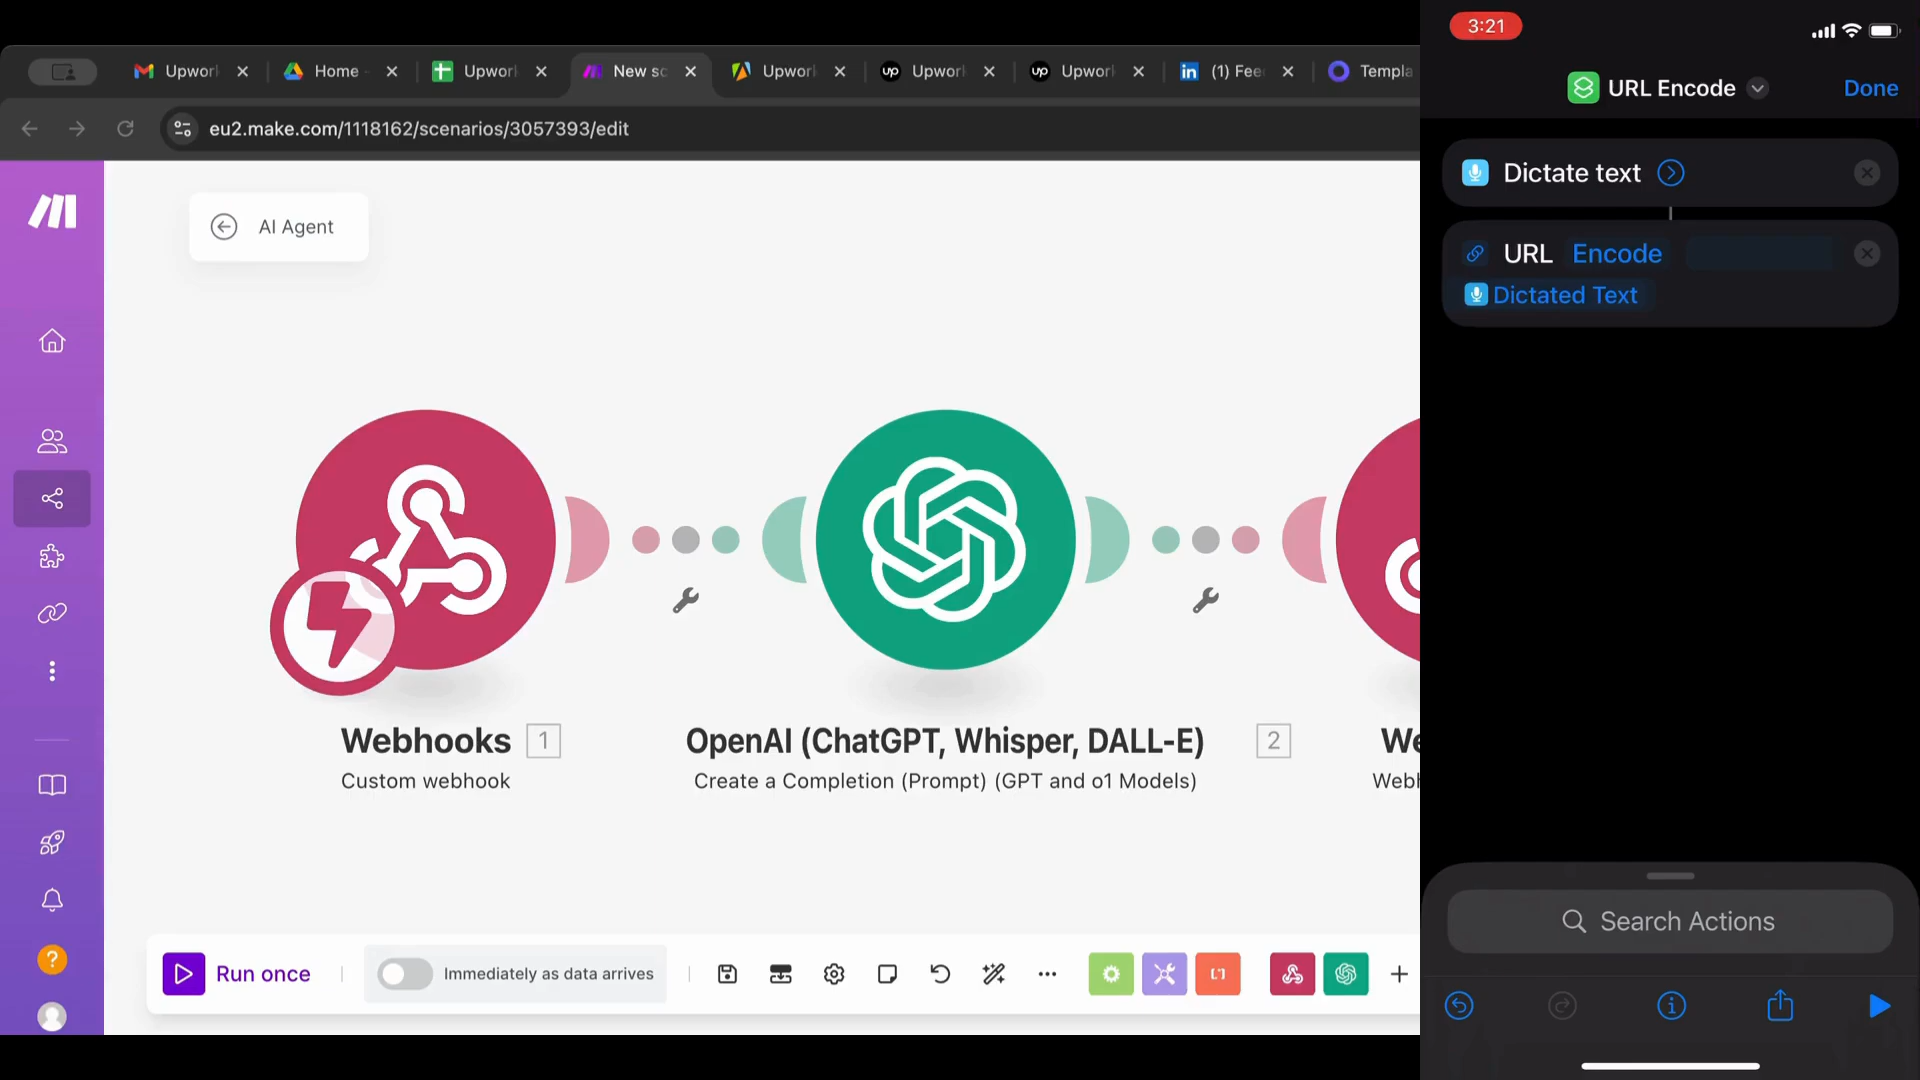 Upwor
Home
Upwor
New sc
Upwor
Upwor
Upwor
(1) Fee
Templa
eu2.make.com/1118162/scenarios/3057393/edit
AI Agent
Webhooks 1
Custom webhook
OpenAI (ChatGPT, Whisper, DALL-E) 2
Create a Completion (Prompt) (GPT and o1 Models)
We
Web
Run once
Immediately as data arrives
3:21
URL Encode
Done
Dictate text
URL Encode
Dictated Text
Search Actions